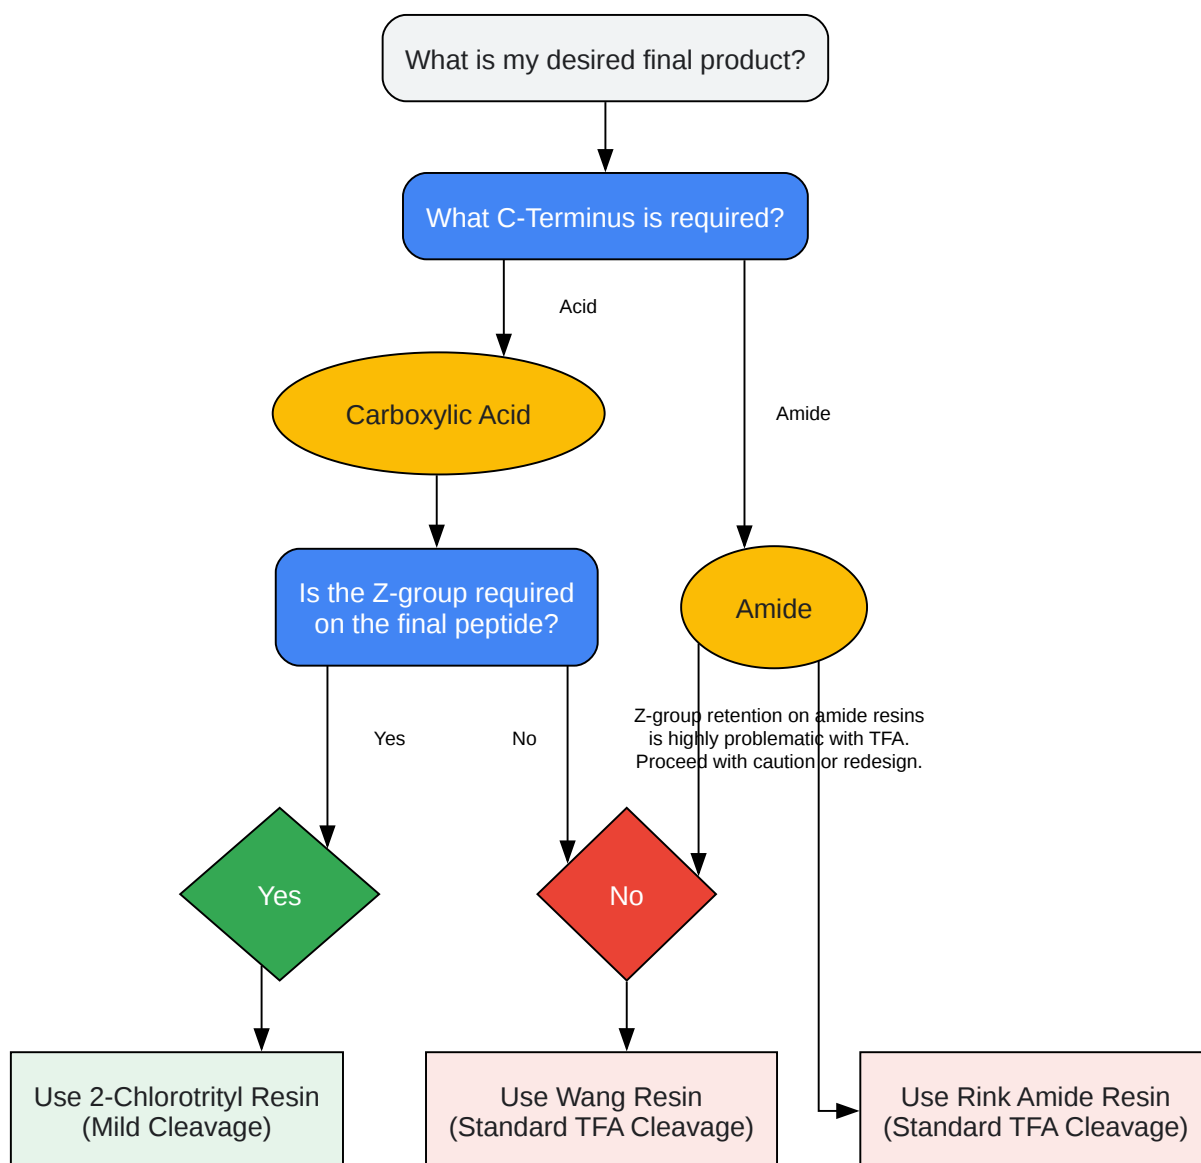 What is my desired final product?
What C-Terminus is required?
Acid
Carboxylic Acid
Amide
Is the Z-group required
on the final peptide?
Amide
Yes
No
Z-group retention on amide resins
is highly problematic with TFA.
Proceed with caution or redesign.
Yes
No
Use 2-Chlorotrityl Resin
(Mild Cleavage)
Use Wang Resin
(Standard TFA Cleavage)
Use Rink Amide Resin
(Standard TFA Cleavage)